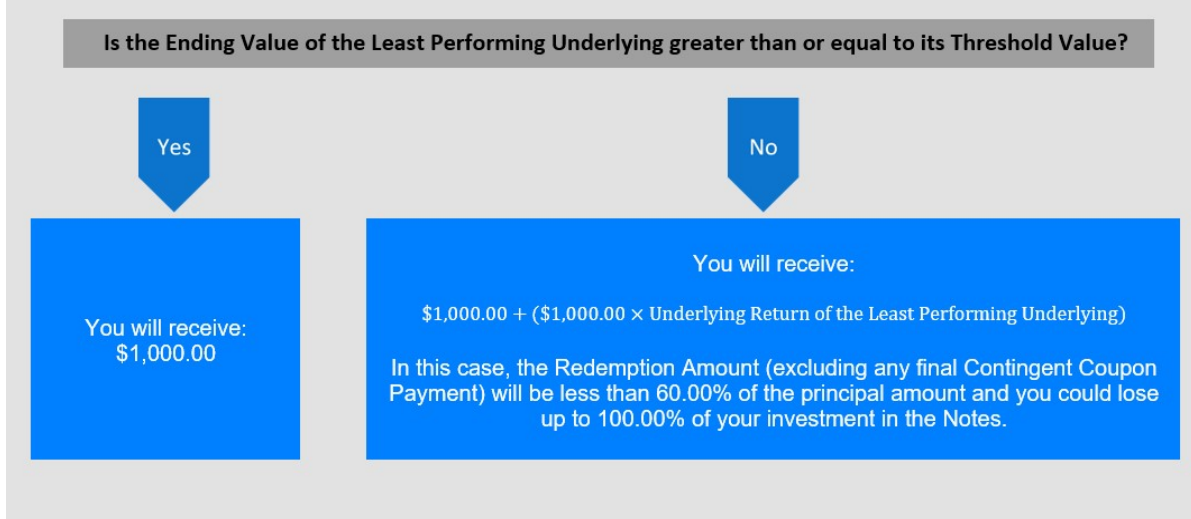 Is the Ending Value of the Least Performing Underlying greater than or equal to its Threshold Value?
Yes
No
You will receive:
$1,000.00
You will receive:
$1,000.00 + ($1,000.00 × Underlying Return of the Least Performing Underlying)
In this case, the Redemption Amount (excluding any final Contingent Coupon
Payment) will be less than 60.00% of the principal amount and you could lose
up to 100.00% of your investment in the Notes.